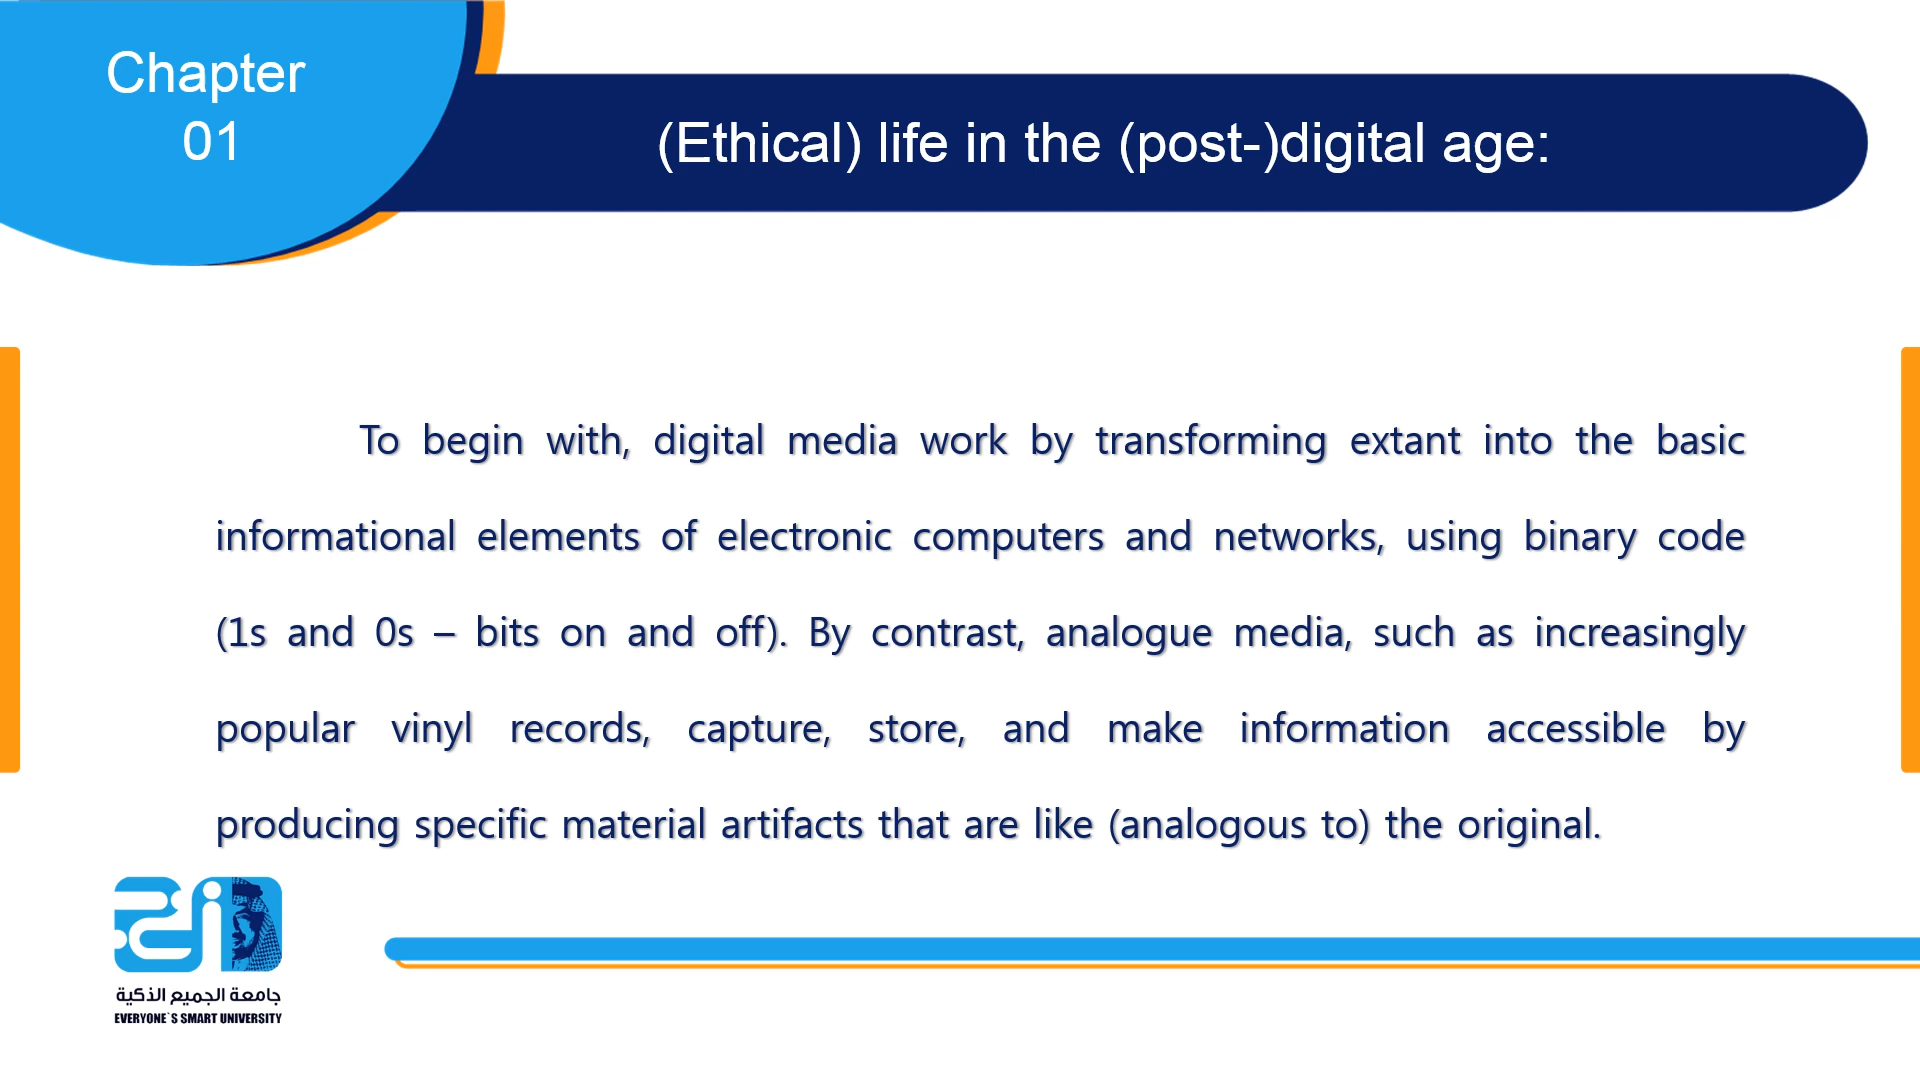 Chapter
01
(Ethical) life in the (post-)digital age:
To begin with, digital media work by transforming extant into the basic
informational elements of electronic computers and networks, using binary code
(1s and 0s – bits on and off). By contrast, analogue media, such as increasingly
popular vinyl records, capture, store, and make information accessible by
producing specific material artifacts that are like (analogous to) the original.
جامعة الجميع الذكية
EVERYONE`S SMART UNIVERSITY